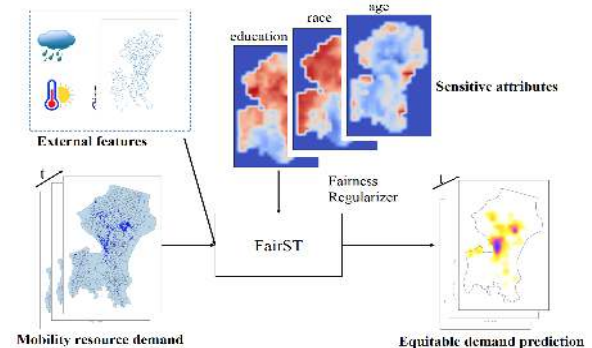 age
race
education
Sensitive attributes
External features
t
Fairness
Regularizer
t
FairST
Mobility resource demand
Equitable demand prediction